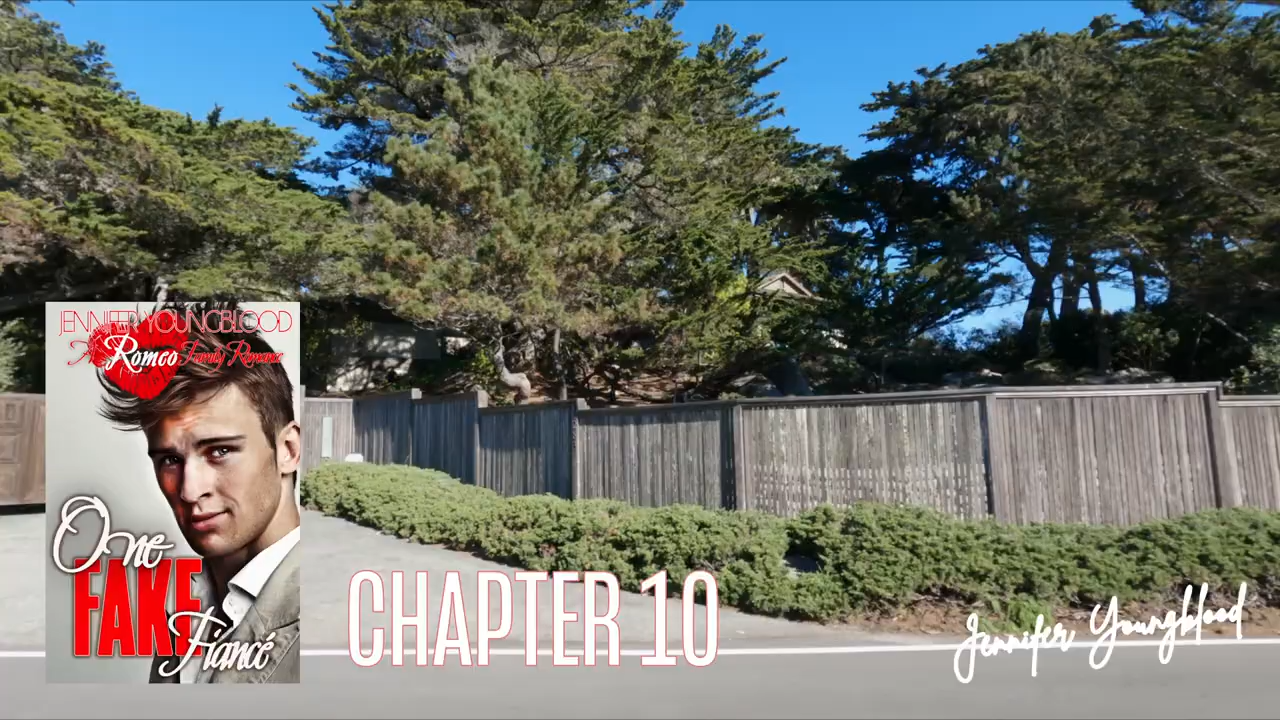 JENNIFER YOUNGBLOOD
A Romeo Family Romance
One
FAKE
Fiancé
CHAPTER 10
Jennifer Youngblood